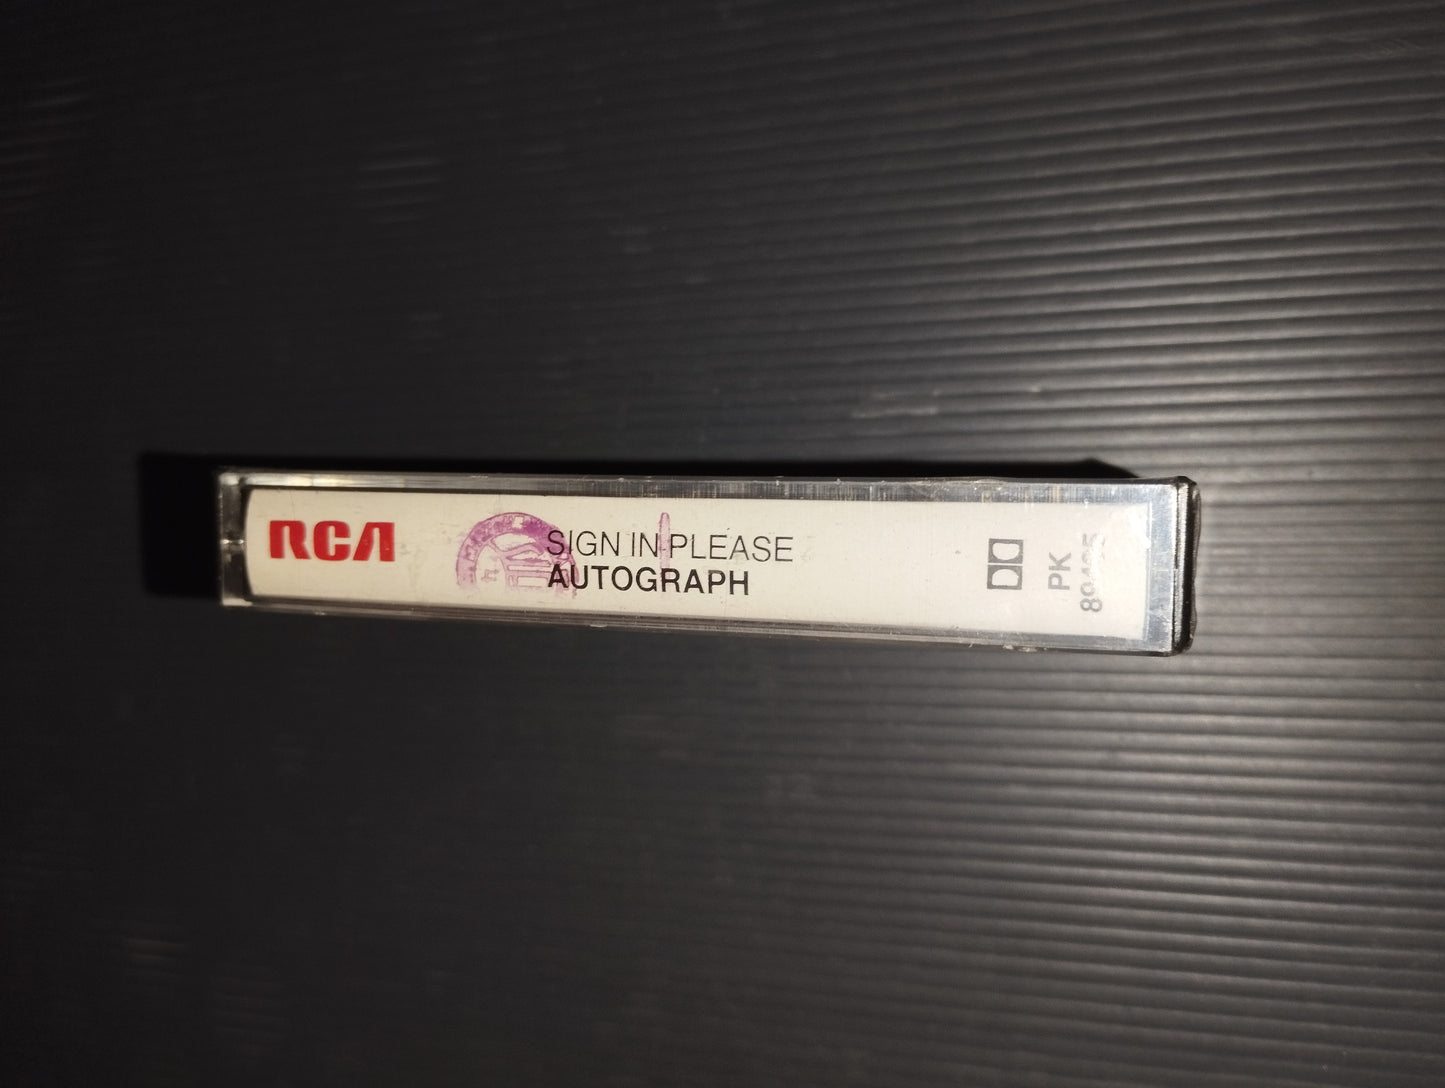 RCA
SIGN IN PLEASE
AUTOGRAPH
PK